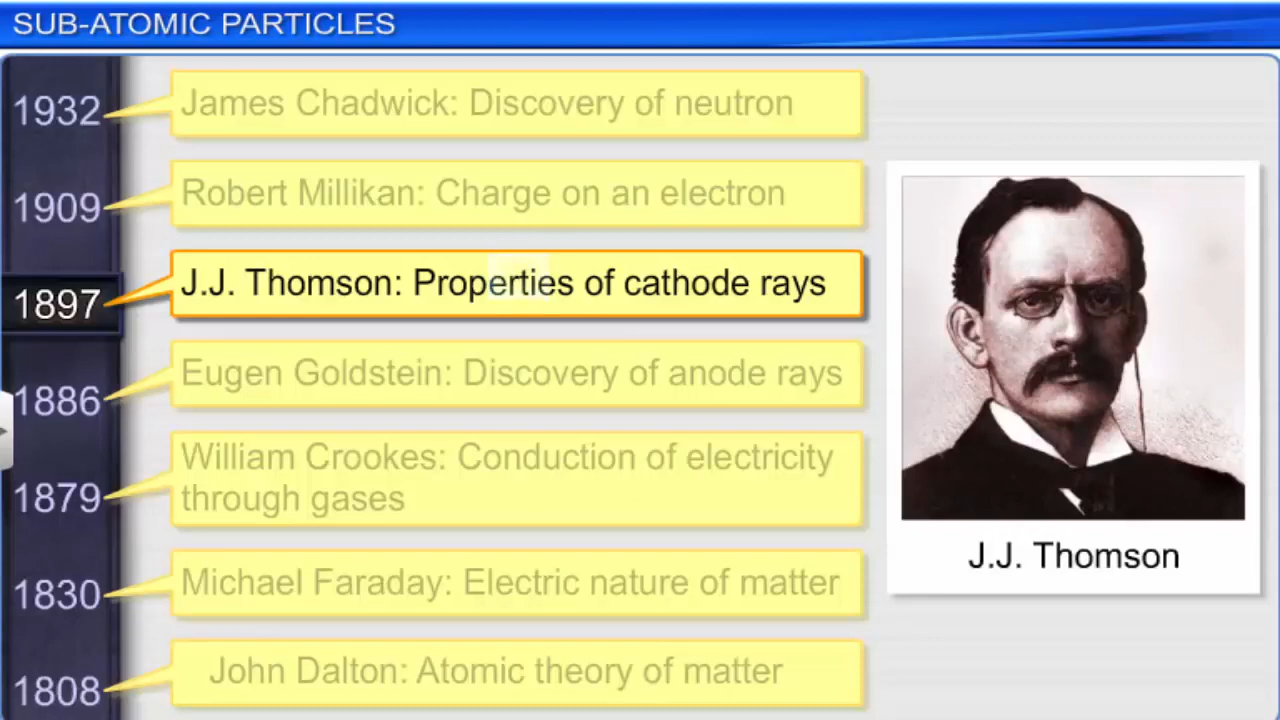 SUB-ATOMIC PARTICLES
1932
James Chadwick: Discovery of neutron
1909
Robert Millikan: Charge on an electron
1897
J.J. Thomson: Properties of cathode rays
1886
Eugen Goldstein: Discovery of anode rays
1879
William Crookes: Conduction of electricity
through gases
1830
Michael Faraday: Electric nature of matter
1808
John Dalton: Atomic theory of matter
J.J. Thomson